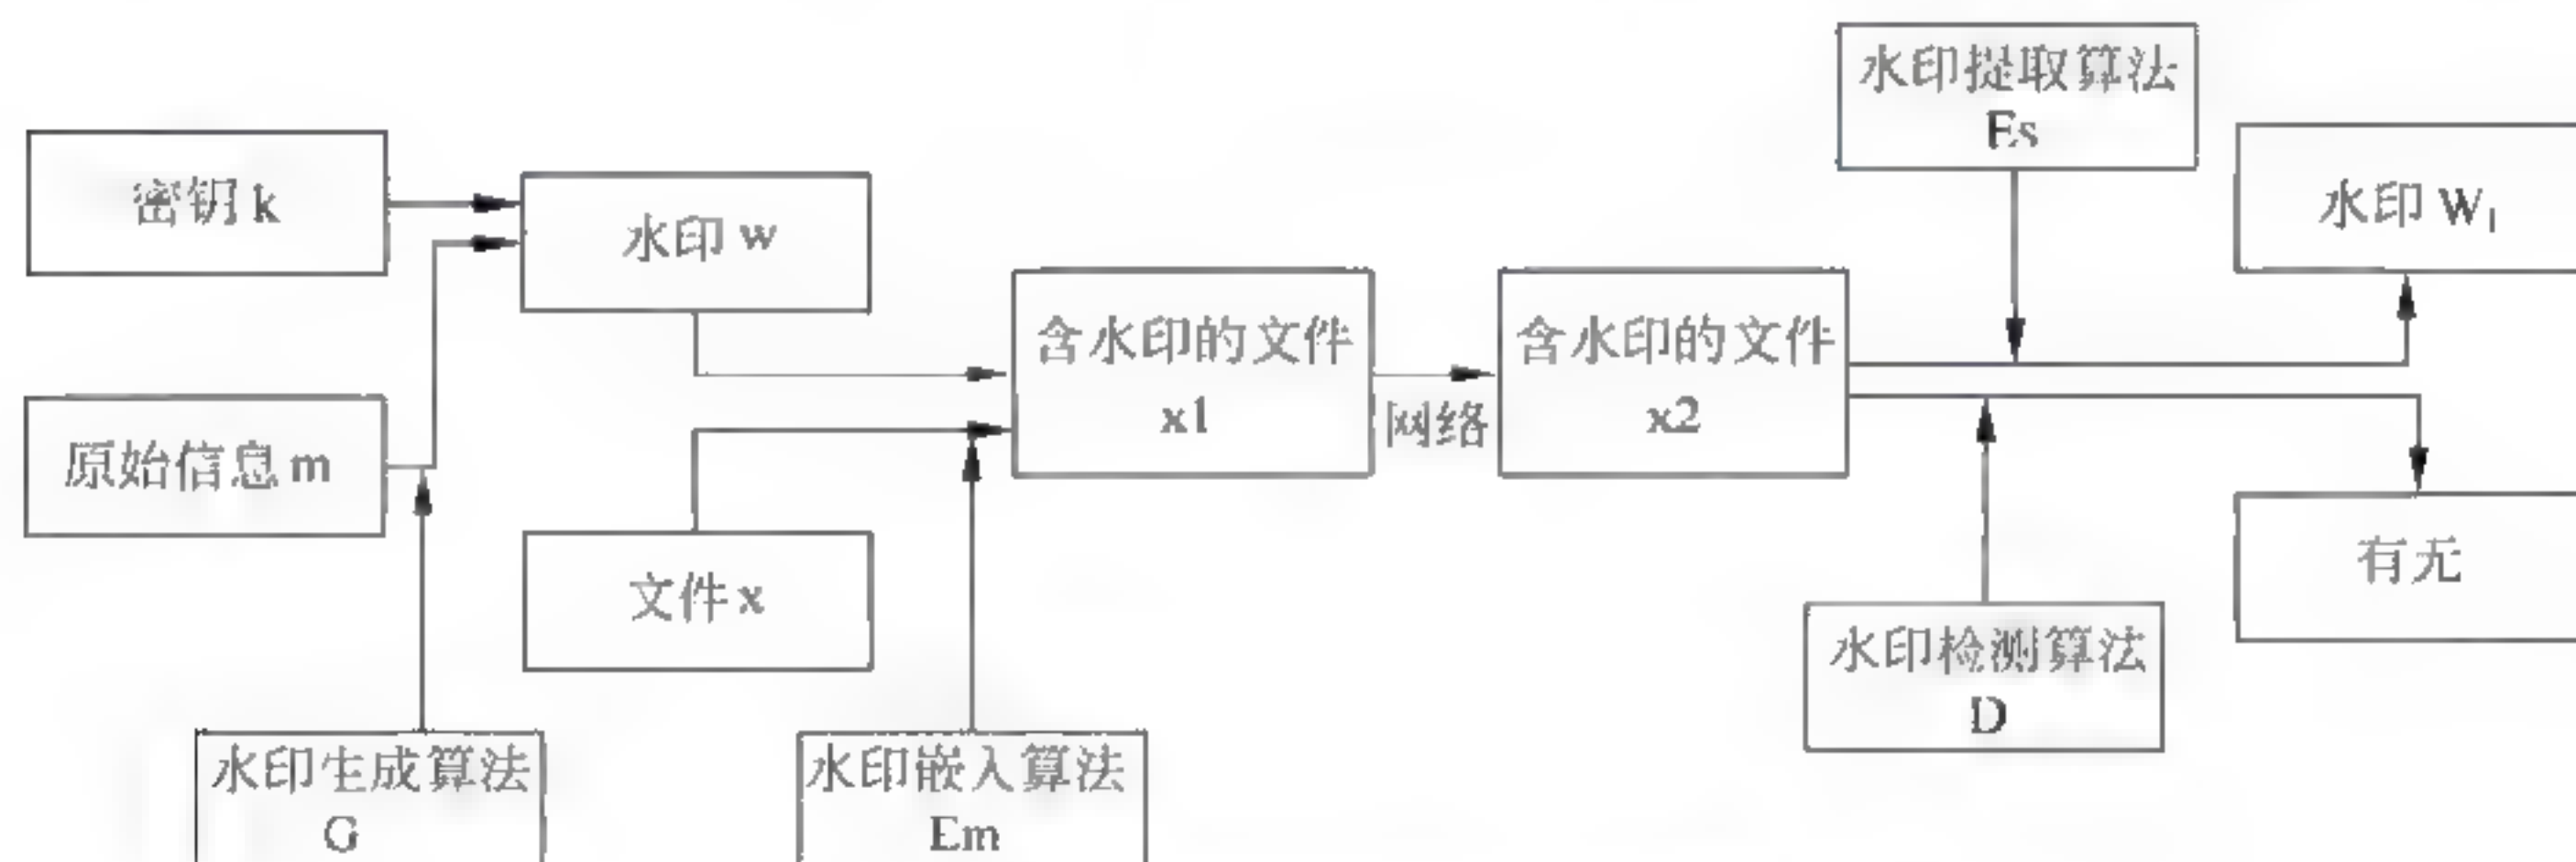 水印提取算法
Es
密钥 k
水印 w
水印 W1
含水印的文件
x1
网络
含水印的文件
x2
原始信息 m
文件 x
有无
水印检测算法
D
水印生成算法
G
水印嵌入算法
Em